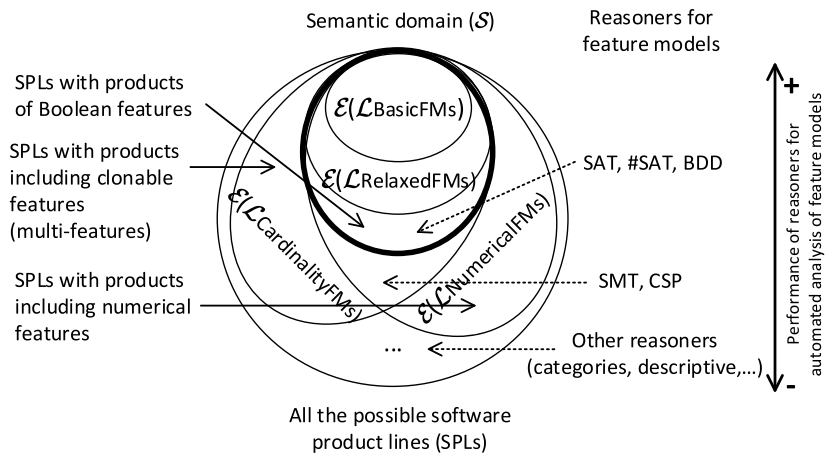 Semantic domain (𝓢)
Reasoners for
feature models
SPLs with products
of Boolean features
SPLs with products
including clonable
features
(multi-features)
SPLs with products
including numerical
features
𝓔(𝓛BasicFMs)
𝓔(𝓛RelaxedFMs)
𝓔(𝓛CardinalityFMs)
𝓔(𝓛NumericalFMs)
...
SAT, #SAT, BDD
SMT, CSP
Other reasoners
(categories, descriptive,...)
+
-
Performance of reasoners for
automated analysis of feature models
All the possible software
product lines (SPLs)